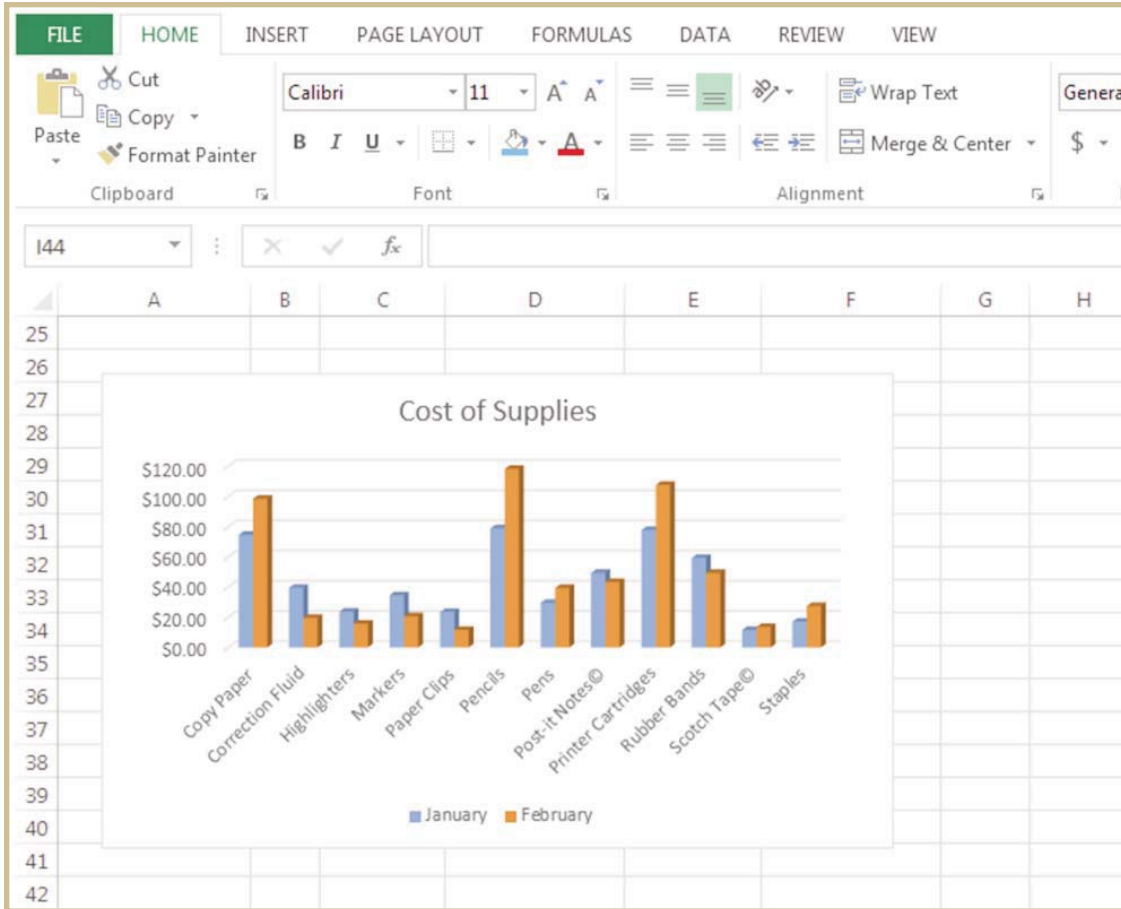 FILE HOME INSERT PAGE LAYOUT FORMULAS DATA REVIEW VIEW
Cut
Copy
Paste
Format Painter
Calibri 11 A A
B I U A
Wrap Text
Merge & Center
Genera
$
Clipboard Font Alignment
I44 fx
A B C D E F G H
25
26
27
28
29
30
31
32
33
34
35
36
37
38
39
40
41
42
Cost of Supplies
$120.00
$100.00
$80.00
$60.00
$40.00
$20.00
$0.00
Copy Paper
Correction Fluid
Highlighters
Markers
Paper Clips
Pencils
Pens
Post-it Notes©
Printer Cartridges
Rubber Bands
Scotch Tape©
Staples
January February